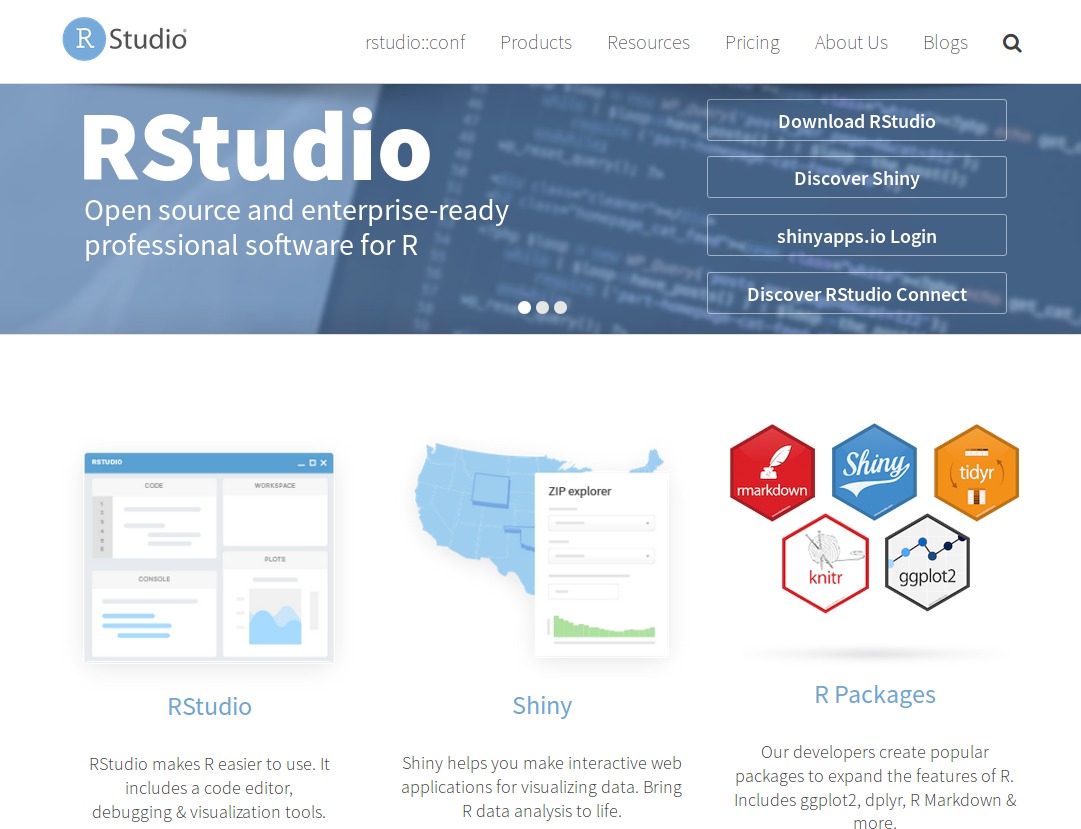 R Studio®
rstudio::conf Products Resources Pricing About Us Blogs
RStudio
Open source and enterprise-ready
professional software for R
Download RStudio
Discover Shiny
shinyapps.io Login
Discover RStudio Connect
RSTUDIO
CODE
WORKSPACE
PLOTS
CONSOLE
ZIP explorer
rmarkdown
Shiny
tidyr
knitr
ggplot2
RStudio
RStudio makes R easier to use. It
includes a code editor,
debugging & visualization tools.
Shiny
Shiny helps you make interactive web
applications for visualizing data. Bring
R data analysis to life.
R Packages
Our developers create popular
packages to expand the features of R.
Includes ggplot2, dplyr, R Markdown &
more.